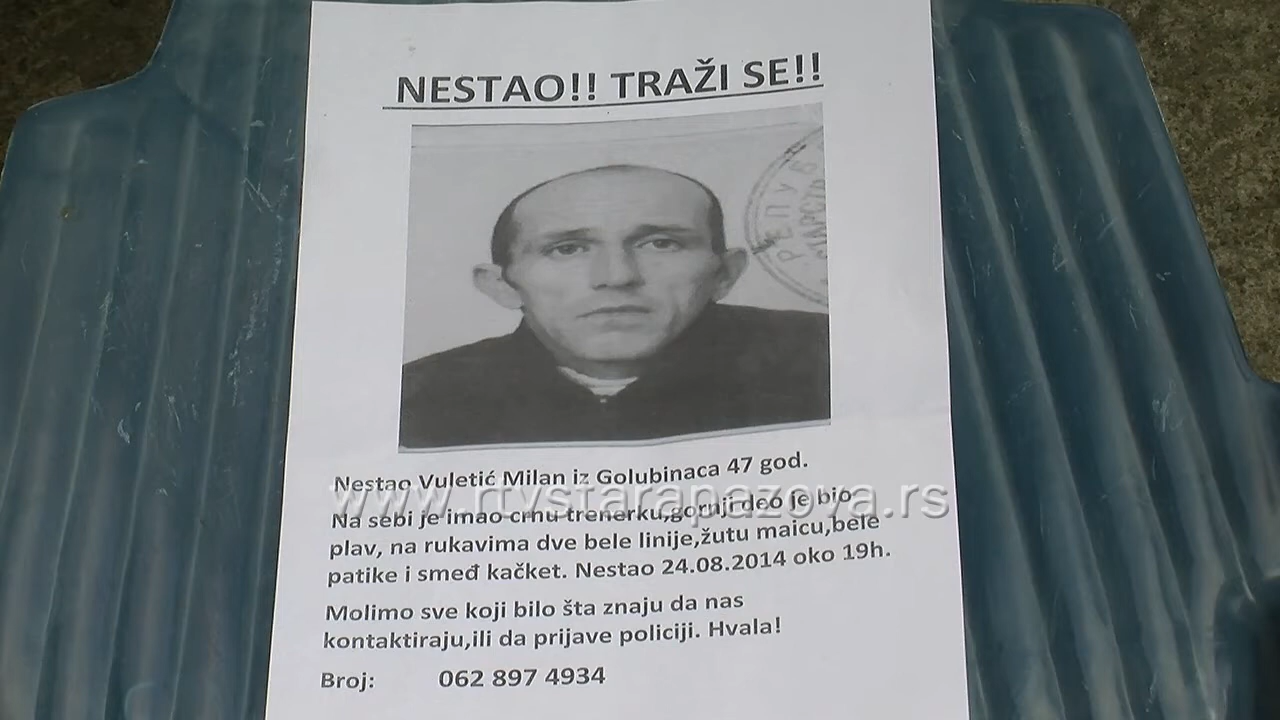 NESTAO!! TRAŽI SE!!
РЕПУБ
Nestao Vuletić Milan iz Golubinaca 47 god.
www.rtvstarapazova.rs
Na sebi je imao crnu trenerku,gornji deo je bio
plav, na rukavima dve bele linije,žutu maicu,bele
patike i smeđ kačket. Nestao 24.08.2014 oko 19h.
Molimo sve koji bilo šta znaju da nas
kontaktiraju,ili da prijave policiji. Hvala!
Broj: 062 897 4934